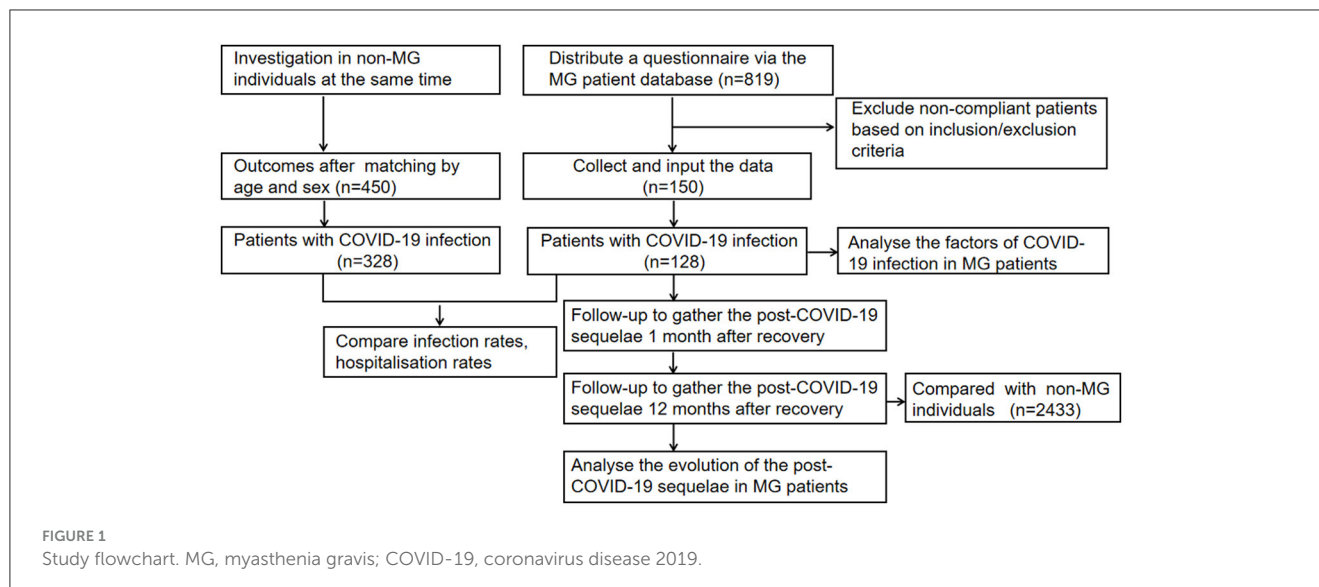 Investigation in non-MG
individuals at the same time
Distribute a questionnaire via the
MG patient database (n=819)
Exclude non-compliant patients
based on inclusion/exclusion
criteria
Outcomes after matching by
age and sex (n=450)
Collect and input the data
(n=150)
Patients with COVID-19 infection
(n=328)
Patients with COVID-19 infection
(n=128)
Analyse the factors of COVID-
19 infection in MG patients
Compare infection rates,
hospitalisation rates
Follow-up to gather the post-COVID-19
sequelae 1 month after recovery
Follow-up to gather the post-COVID-19
sequelae 12 months after recovery
Compared with non-MG
individuals (n=2433)
Analyse the evolution of the post-
COVID-19 sequelae in MG patients
FIGURE 1
Study flowchart. MG, myasthenia gravis; COVID-19, coronavirus disease 2019.